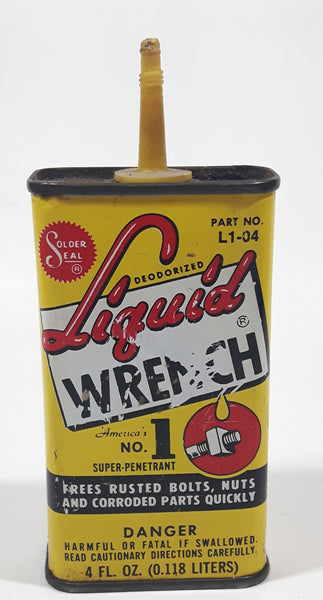 SOLDER
SEAL
®
PART NO.
L1-04
DEODORIZED
Liquid
WRENCH
®
America's
NO. 1
SUPER-PENETRANT
FREES RUSTED BOLTS, NUTS
AND CORRODED PARTS QUICKLY
DANGER
HARMFUL OR FATAL IF SWALLOWED.
READ CAUTIONARY DIRECTIONS CAREFULLY.
4 FL. OZ. (0.118 LITERS)